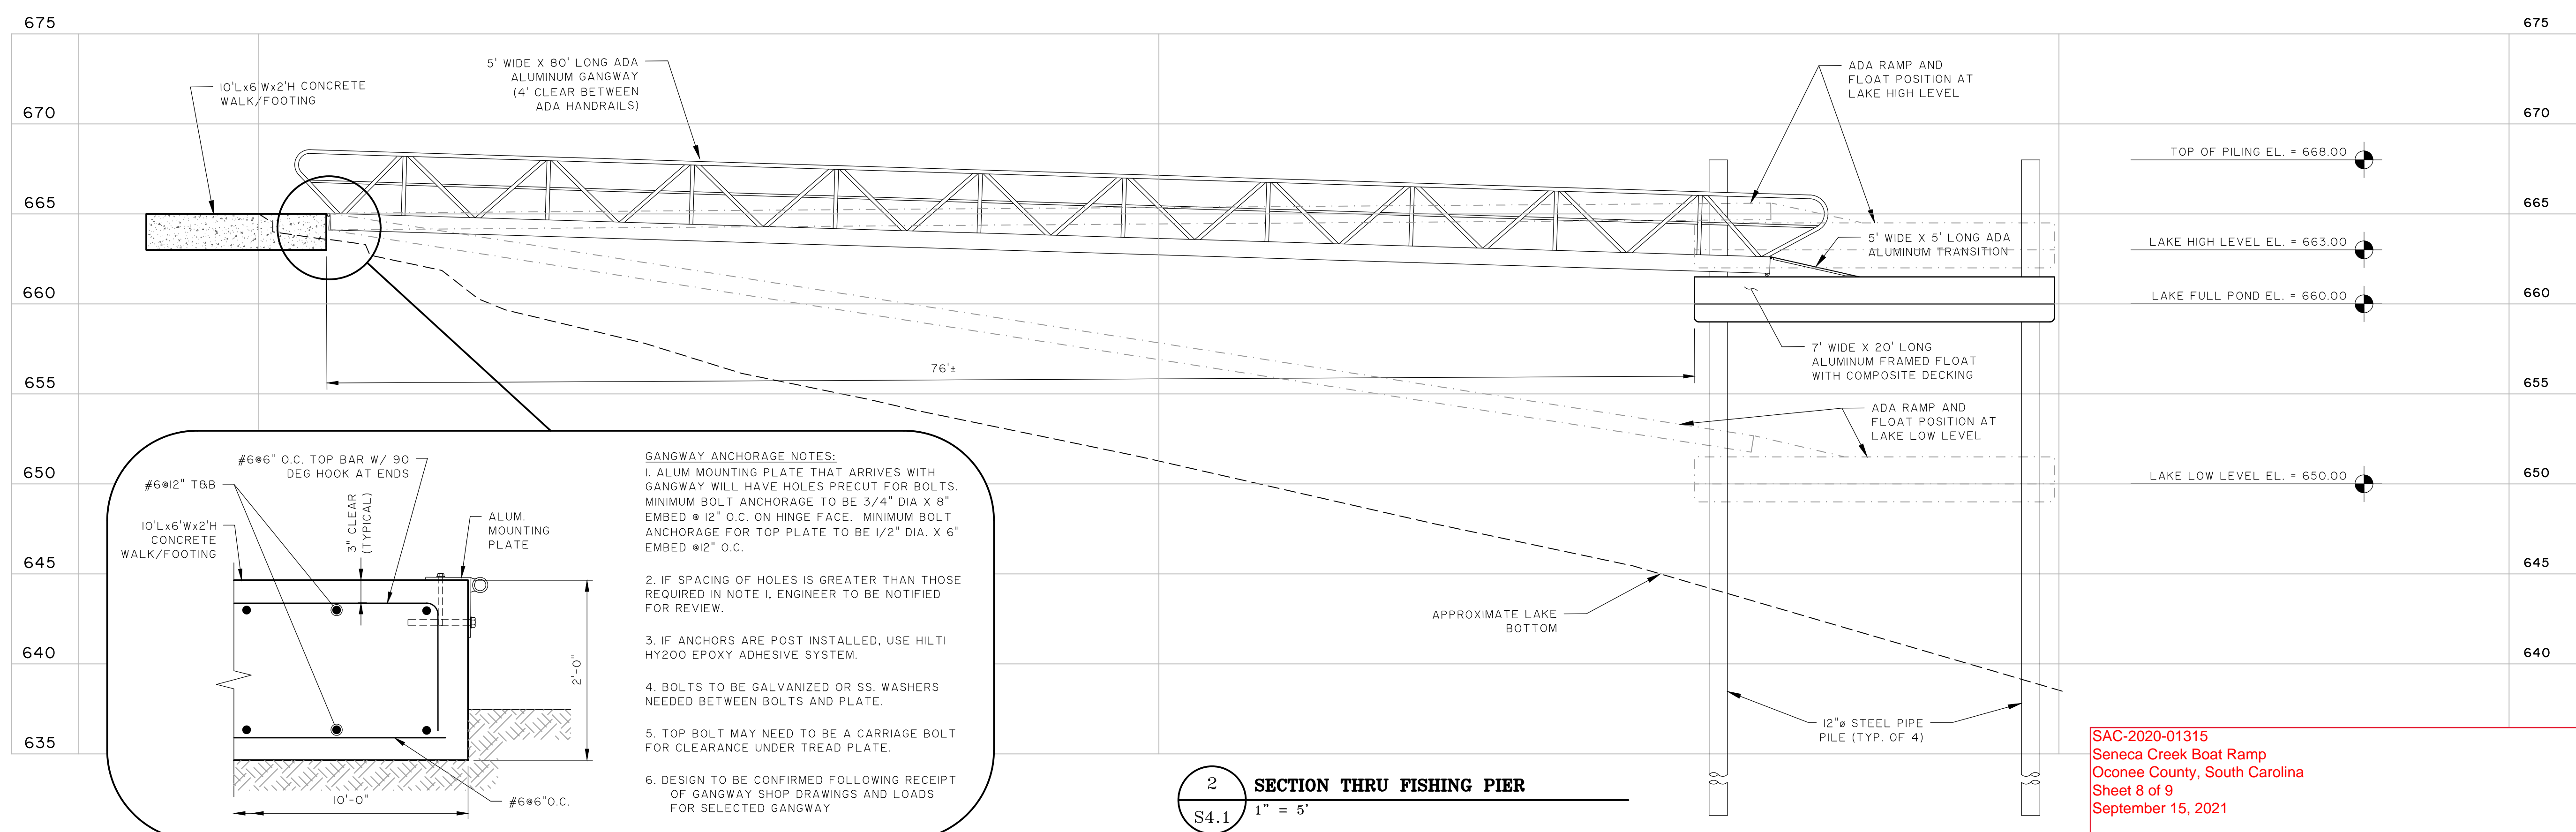 675
675
10'Lx6 Wx2'H CONCRETE
WALK/FOOTING
5' WIDE X 80' LONG ADA
ALUMINUM GANGWAY
(4' CLEAR BETWEEN
ADA HANDRAILS)
ADA RAMP AND
FLOAT POSITION AT
LAKE HIGH LEVEL
670
670
TOP OF PILING EL. = 668.00
665
665
5' WIDE X 5' LONG ADA
ALUMINUM TRANSITION
LAKE HIGH LEVEL EL. = 663.00
660
660
LAKE FULL POND EL. = 660.00
7' WIDE X 20' LONG
ALUMINUM FRAMED FLOAT
WITH COMPOSITE DECKING
76'±
655
655
ADA RAMP AND
FLOAT POSITION AT
LAKE LOW LEVEL
650
650
LAKE LOW LEVEL EL. = 650.00
645
645
APPROXIMATE LAKE
BOTTOM
640
640
635
12"ø STEEL PIPE
PILE (TYP. OF 4)
#6@6" O.C. TOP BAR W/ 90
DEG HOOK AT ENDS
#6@12" T&B
3" CLEAR
(TYPICAL)
10'Lx6'Wx2'H
CONCRETE
WALK/FOOTING
ALUM.
MOUNTING
PLATE
2'-0"
10'-0"
#6@6"O.C.
GANGWAY ANCHORAGE NOTES:
1. ALUM MOUNTING PLATE THAT ARRIVES WITH
GANGWAY WILL HAVE HOLES PRECUT FOR BOLTS.
MINIMUM BOLT ANCHORAGE TO BE 3/4" DIA X 8"
EMBED @ 12" O.C. ON HINGE FACE. MINIMUM BOLT
ANCHORAGE FOR TOP PLATE TO BE 1/2" DIA. X 6"
EMBED @12" O.C.
2. IF SPACING OF HOLES IS GREATER THAN THOSE
REQUIRED IN NOTE 1, ENGINEER TO BE NOTIFIED
FOR REVIEW.
3. IF ANCHORS ARE POST INSTALLED, USE HILTI
HY200 EPOXY ADHESIVE SYSTEM.
4. BOLTS TO BE GALVANIZED OR SS. WASHERS
NEEDED BETWEEN BOLTS AND PLATE.
5. TOP BOLT MAY NEED TO BE A CARRIAGE BOLT
FOR CLEARANCE UNDER TREAD PLATE.
6. DESIGN TO BE CONFIRMED FOLLOWING RECEIPT
OF GANGWAY SHOP DRAWINGS AND LOADS
FOR SELECTED GANGWAY
2
S4.1
SECTION THRU FISHING PIER
1" = 5'
SAC-2020-01315
Seneca Creek Boat Ramp
Oconee County, South Carolina
Sheet 8 of 9
September 15, 2021